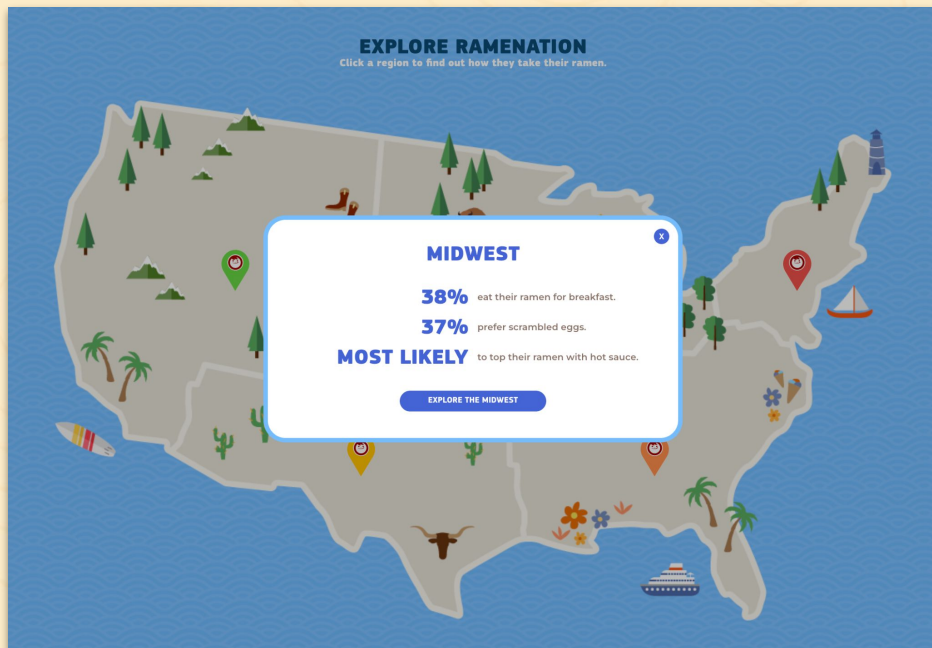 EXPLORE RAMENATION
Click a region to find out how they take their ramen.
X
MIDWEST
38% eat their ramen for breakfast.
37% prefer scrambled eggs.
MOST LIKELY to top their ramen with hot sauce.
EXPLORE THE MIDWEST